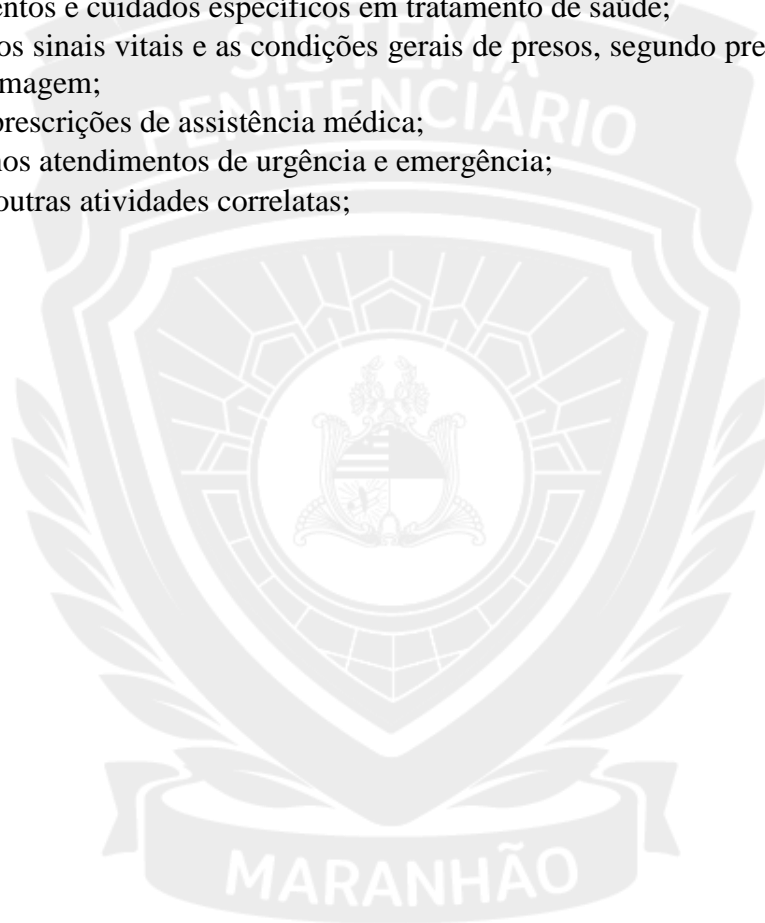 entos e cuidados específicos em tratamento de saúde;
os sinais vitais e as condições gerais de presos, segundo pre
magem;
prescrições de assistência médica;
nos atendimentos de urgência e emergência;
outras atividades correlatas;
SISTEMA
PENITENCIÁRIO
MARANHÃO